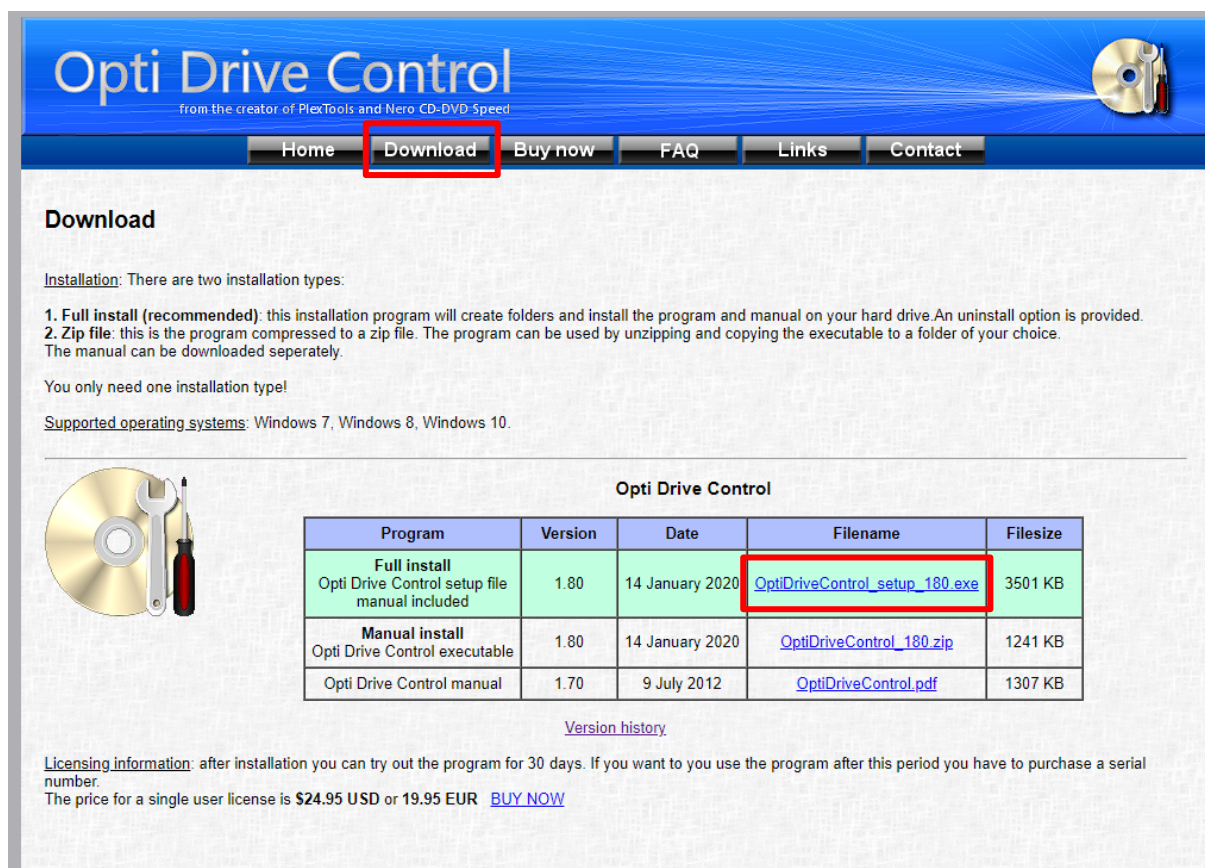 Opti Drive Control
from the creator of PlexTools and Nero CD-DVD Speed
Home Download Buy now FAQ Links Contact
Download
Installation: There are two installation types:
1. Full install (recommended): this installation program will create folders and install the program and manual on your hard drive.An uninstall option is provided.
2. Zip file: this is the program compressed to a zip file. The program can be used by unzipping and copying the executable to a folder of your choice.
The manual can be downloaded seperately.
You only need one installation type!
Supported operating systems: Windows 7, Windows 8, Windows 10.
Opti Drive Control
Program Version Date Filename Filesize
Full install
Opti Drive Control setup file 1.80 14 January 2020 OptiDriveControl_setup_180.exe 3501 KB
manual included
Manual install
Opti Drive Control executable 1.80 14 January 2020 OptiDriveControl_180.zip 1241 KB
Opti Drive Control manual 1.70 9 July 2012 OptiDriveControl.pdf 1307 KB
Version history
Licensing information: after installation you can try out the program for 30 days. If you want to you use the program after this period you have to purchase a serial
number.
The price for a single user license is $24.95 USD or 19.95 EUR BUY NOW